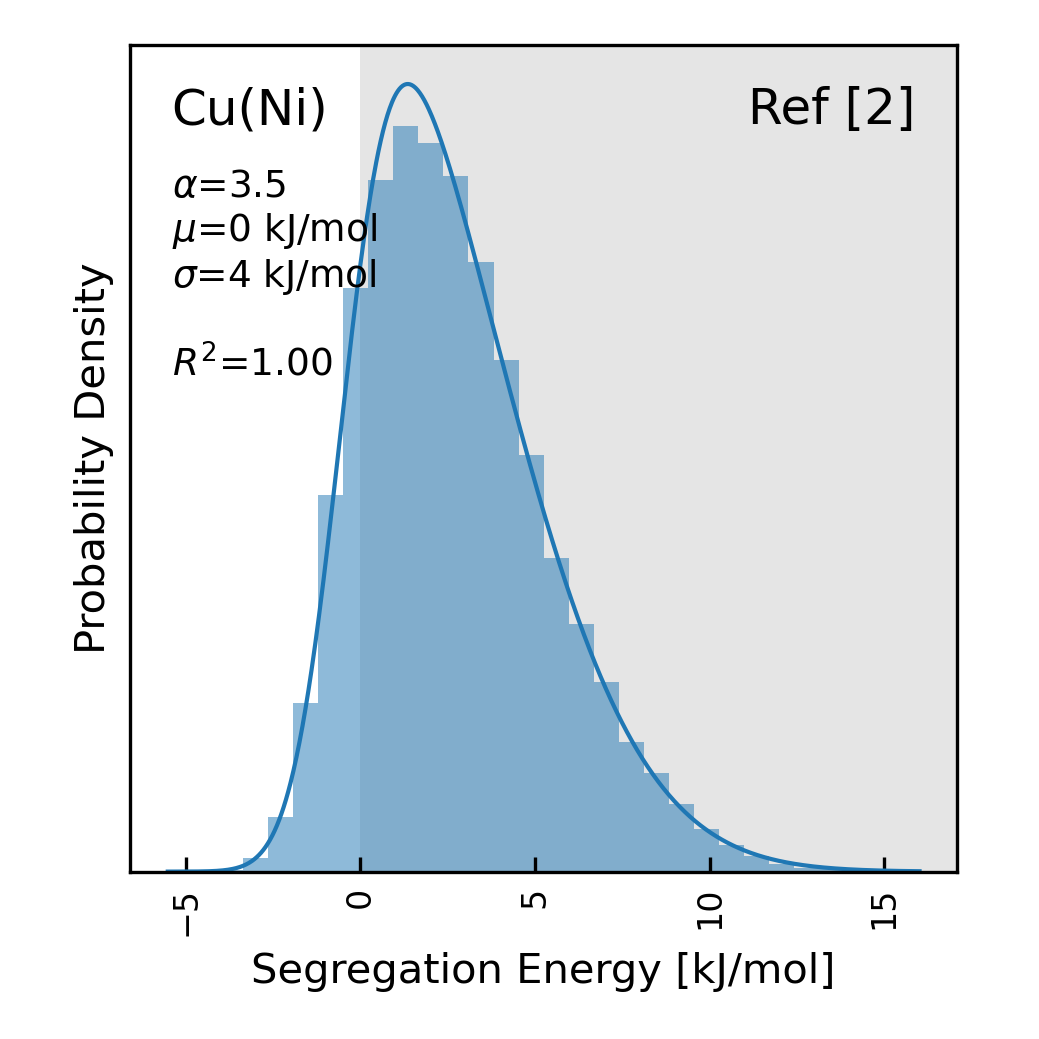 Cu(Ni)
Ref [2]
α=3.5
μ=0 kJ/mol
σ=4 kJ/mol
R²=1.00
Probability Density
−5
0
5
10
15
Segregation Energy [kJ/mol]